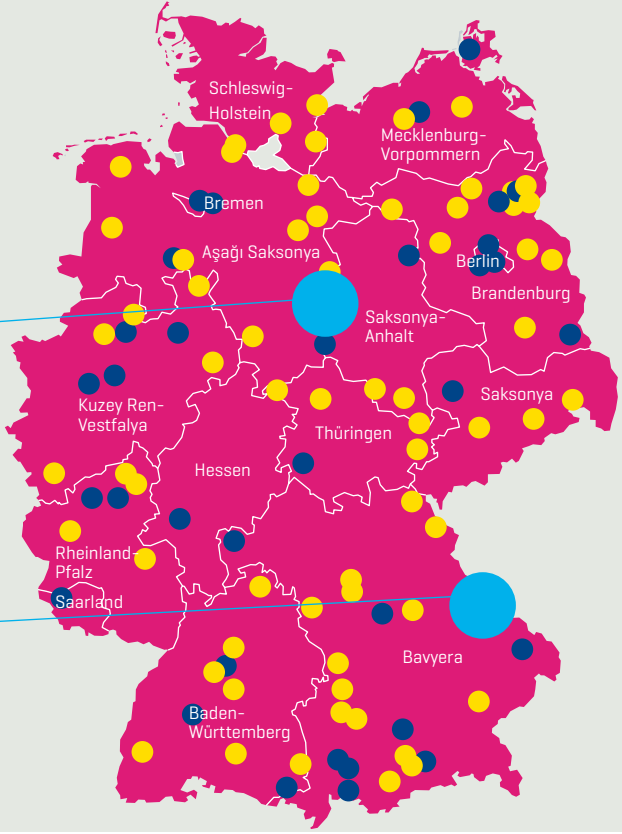 Schleswig-
Holstein
Mecklenburg-
Vorpommern
Bremen
Aşağı Saksonya
Berlin
Brandenburg
Saksonya-
Anhalt
Kuzey Ren-
Vestfalya
Saksonya
Thüringen
Hessen
Rheinland-
Pfalz
Saarland
Bavyera
Baden-
Württemberg